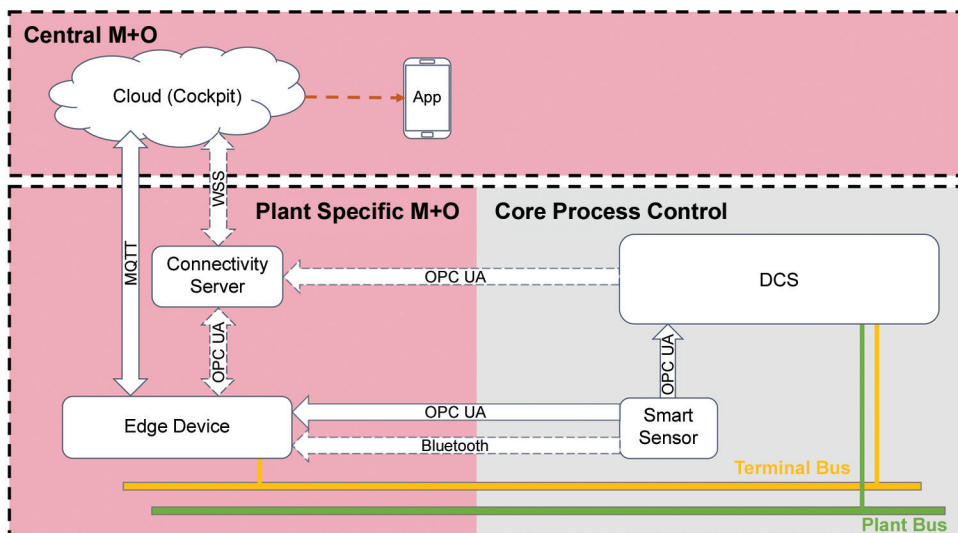 Central M+O
Cloud (Cockpit)
App
WSS
MQTT
Plant Specific M+O
Core Process Control
Connectivity
Server
OPC UA
DCS
OPC UA
OPC UA
Edge Device
OPC UA
Smart
Sensor
Bluetooth
Terminal Bus
Plant Bus